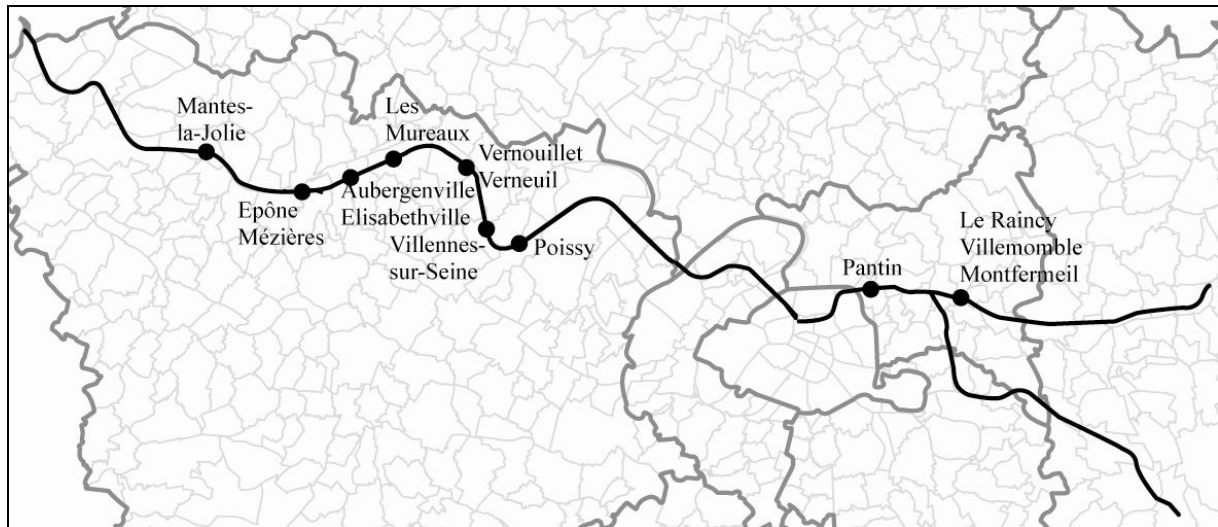 Mantes-
la-Jolie
Epône
Mézières
Les
Mureaux
Aubergenville
Elisabethville
Vernouillet
Verneuil
Villennes-
sur-Seine
Poissy
Pantin
Le Raincy
Villemomble
Montfermeil